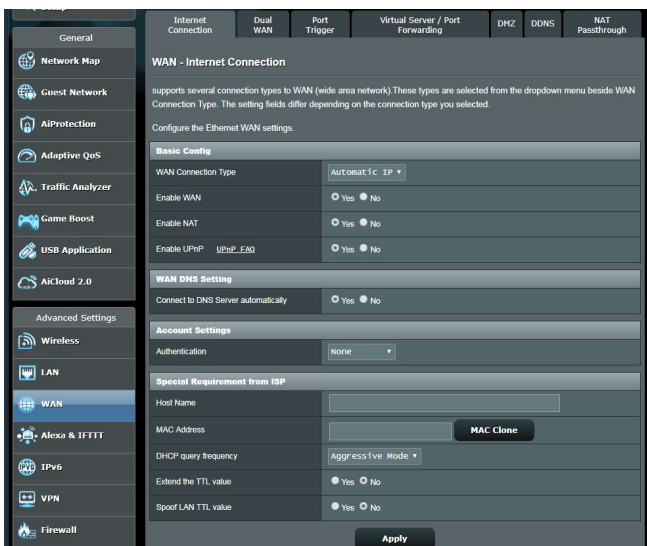 Internet Connection
Dual WAN
Port Trigger
Virtual Server / Port Forwarding
DMZ
DDNS
NAT Passthrough
General
Network Map
Guest Network
AiProtection
Adaptive QoS
Traffic Analyzer
Game Boost
USB Application
AiCloud 2.0
Advanced Settings
Wireless
LAN
WAN
Alexa & IFTTT
IPv6
VPN
Firewall
WAN - Internet Connection
supports several connection types to WAN (wide area network).These types are selected from the dropdown menu beside WAN
Connection Type. The setting fields differ depending on the connection type you selected.
Configure the Ethernet WAN settings.
Basic Config
WAN Connection Type Automatic IP
Enable WAN Yes No
Enable NAT Yes No
Enable UPnP UPnP FAQ Yes No
WAN DNS Setting
Connect to DNS Server automatically Yes No
Account Settings
Authentication None
Special Requirement from ISP
Host Name
MAC Address MAC Clone
DHCP query frequency Aggressive Mode
Extend the TTL value Yes No
Spoof LAN TTL value Yes No
Apply